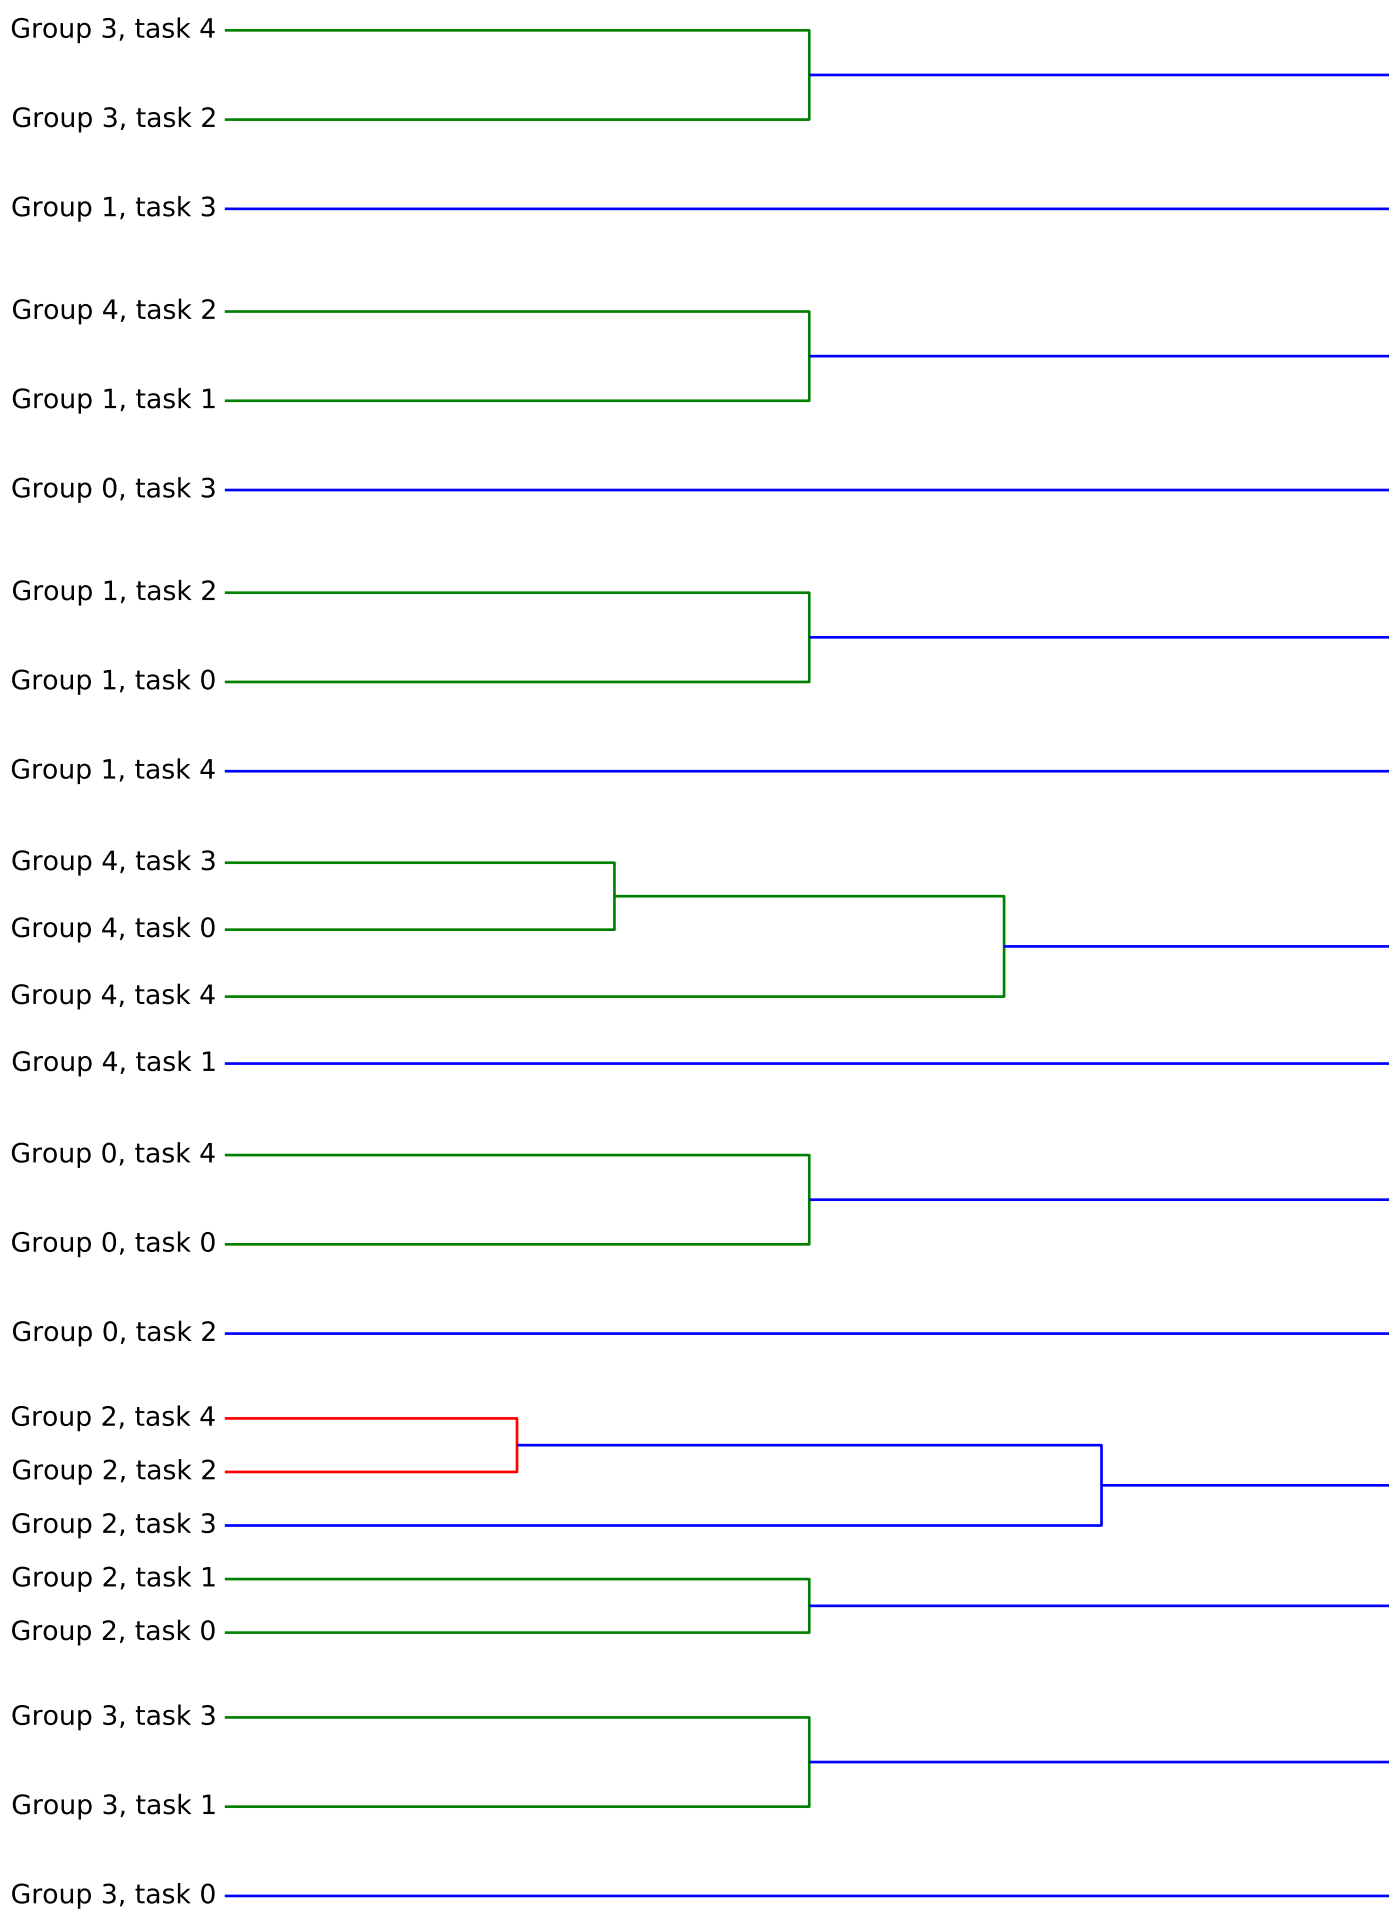 Group 3, task 4
Group 3, task 2
Group 1, task 3
Group 4, task 2
Group 1, task 1
Group 0, task 3
Group 1, task 2
Group 1, task 0
Group 1, task 4
Group 4, task 3
Group 4, task 0
Group 4, task 4
Group 4, task 1
Group 0, task 4
Group 0, task 0
Group 0, task 2
Group 2, task 4
Group 2, task 2
Group 2, task 3
Group 2, task 1
Group 2, task 0
Group 3, task 3
Group 3, task 1
Group 3, task 0